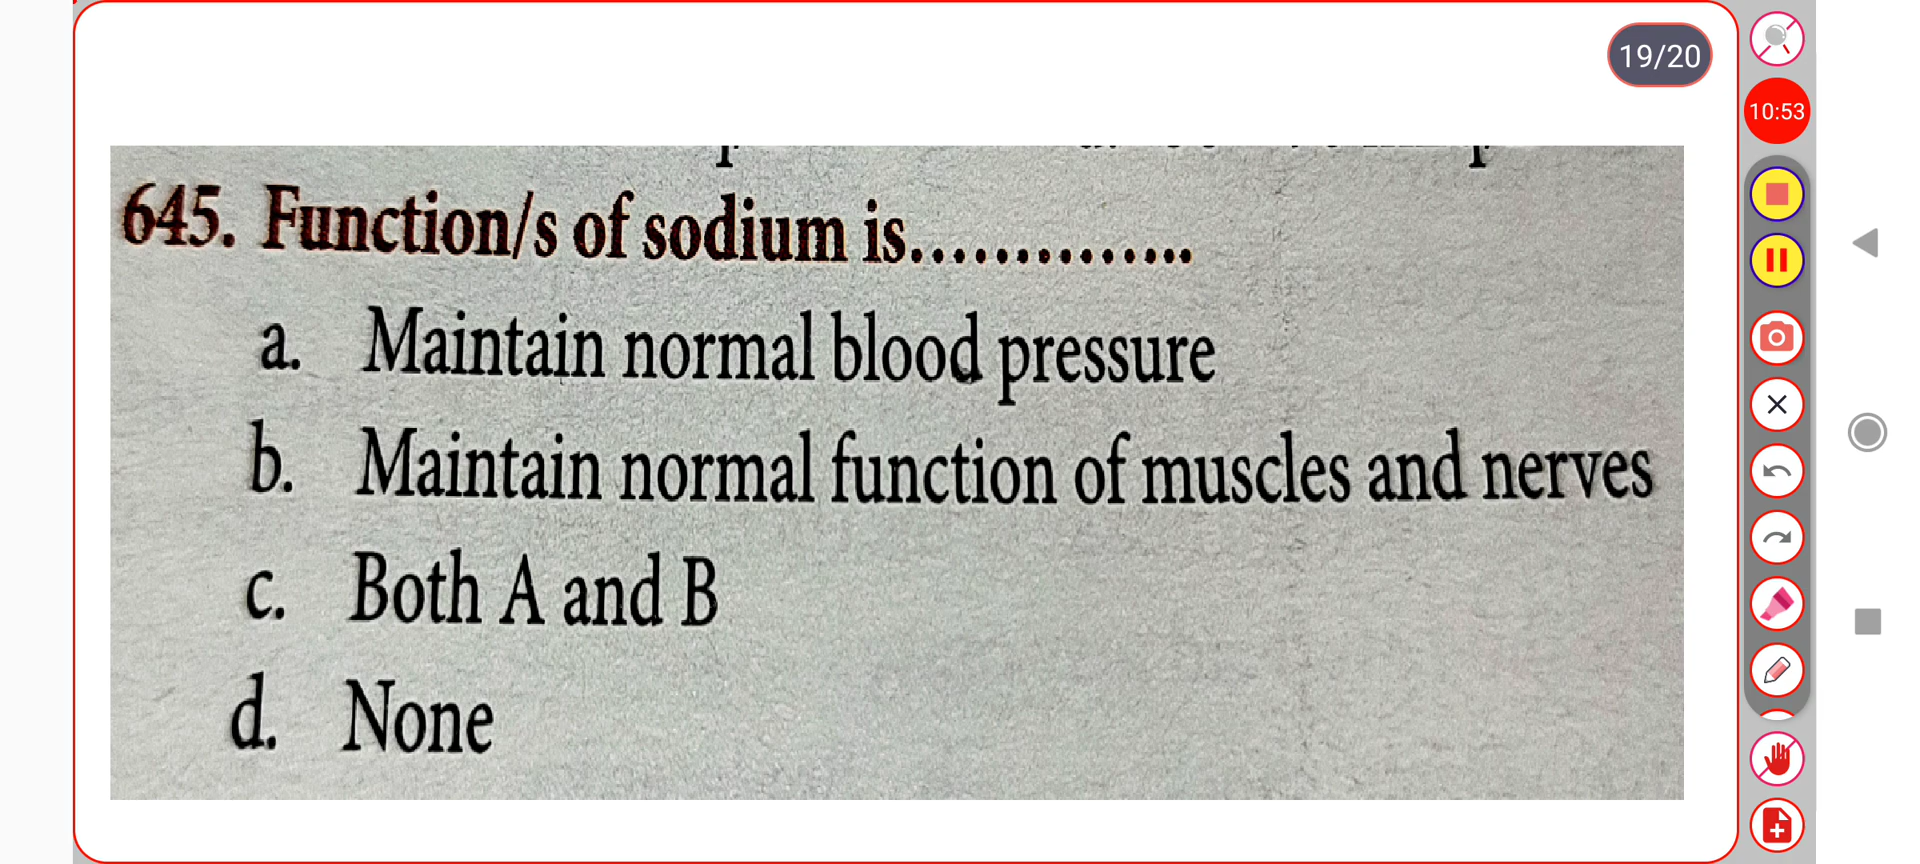 19/20
10:53
645. Function/s of sodium is..............
a. Maintain normal blood pressure
b. Maintain normal function of muscles and nerves
c. Both A and B
d. None